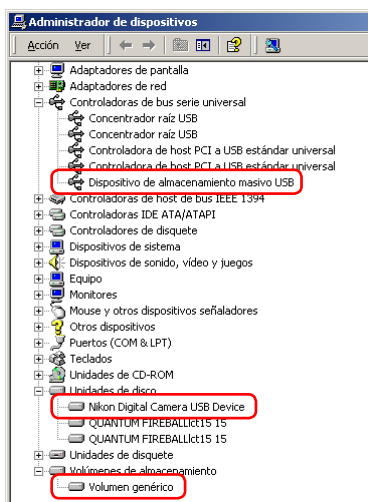 Administrador de dispositivos
Acción Ver
Adaptadores de pantalla
Adaptadores de red
Controladoras de bus serie universal
Concentrador raíz USB
Concentrador raíz USB
Controladora de host PCI a USB estándar universal
Controladora de host PCI a USB estándar universal
Dispositivo de almacenamiento masivo USB
Controladoras de host de bus IEEE 1394
Controladoras IDE ATA/ATAPI
Controladores de disquete
Dispositivos de sistema
Dispositivos de sonido, vídeo y juegos
Equipo
Monitores
Mouse y otros dispositivos señaladores
Otros dispositivos
Puertos (COM & LPT)
Teclados
Unidades de CD-ROM
Unidades de disco
Nikon Digital Camera USB Device
QUANTUM FIREBALLlct15 15
QUANTUM FIREBALLlct15 15
Unidades de disquete
Volúmenes de almacenamiento
Volumen genérico